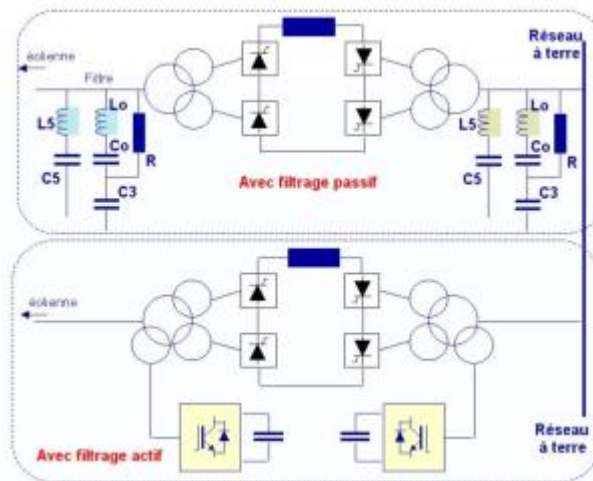 Réseau
à terre
éolienne
Filtre
L5
Lo
Co
R
C5
C3
Avec filtrage passif
L5
Lo
Co
R
C5
C3
éolienne
Avec filtrage actif
Réseau
à terre